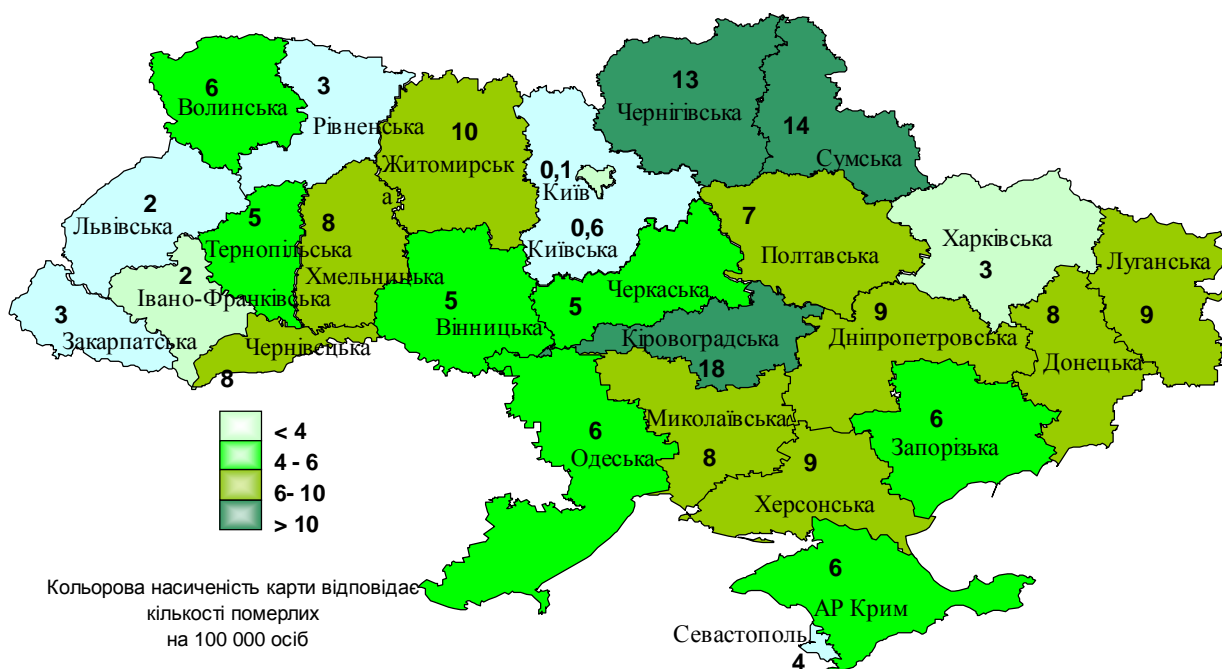 6
Волинська
3
Рівненська
10
Житомирськ
а
13
Чернігівська
14
Сумська
0,1
Київ
0,6
Київська
2
Львівська
5
Тернопільська
8
Хмельницька
2
Івано-Франківська
3
Закарпатська
Чернівецька
8
5
Вінницька
Черкаська
5
7
Полтавська
Харківська
3
Луганська
9
Кіровоградська
18
9
Дніпропетровська
8
Донецька
6
Одеська
Миколаївська
8
9
Херсонська
6
Запорізька
6
АР Крим
Севастополь
4
< 4
4 - 6
6- 10
> 10
Кольорова насиченість карти відповідає
кількості померлих
на 100 000 осіб